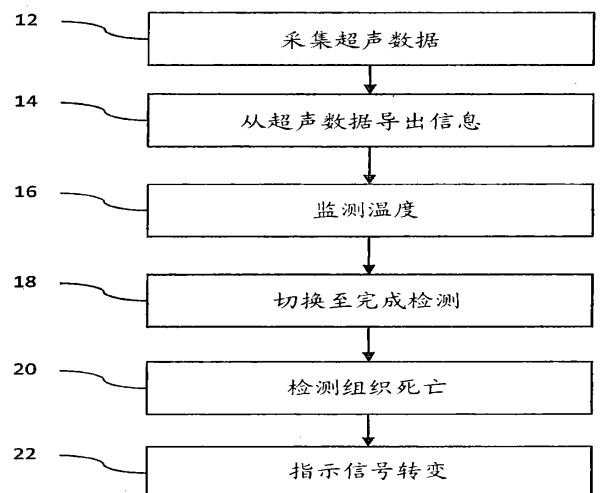 12 采集超声数据
14 从超声数据导出信息
16 监测温度
18 切换至完成检测
20 检测组织死亡
22 指示信号转变